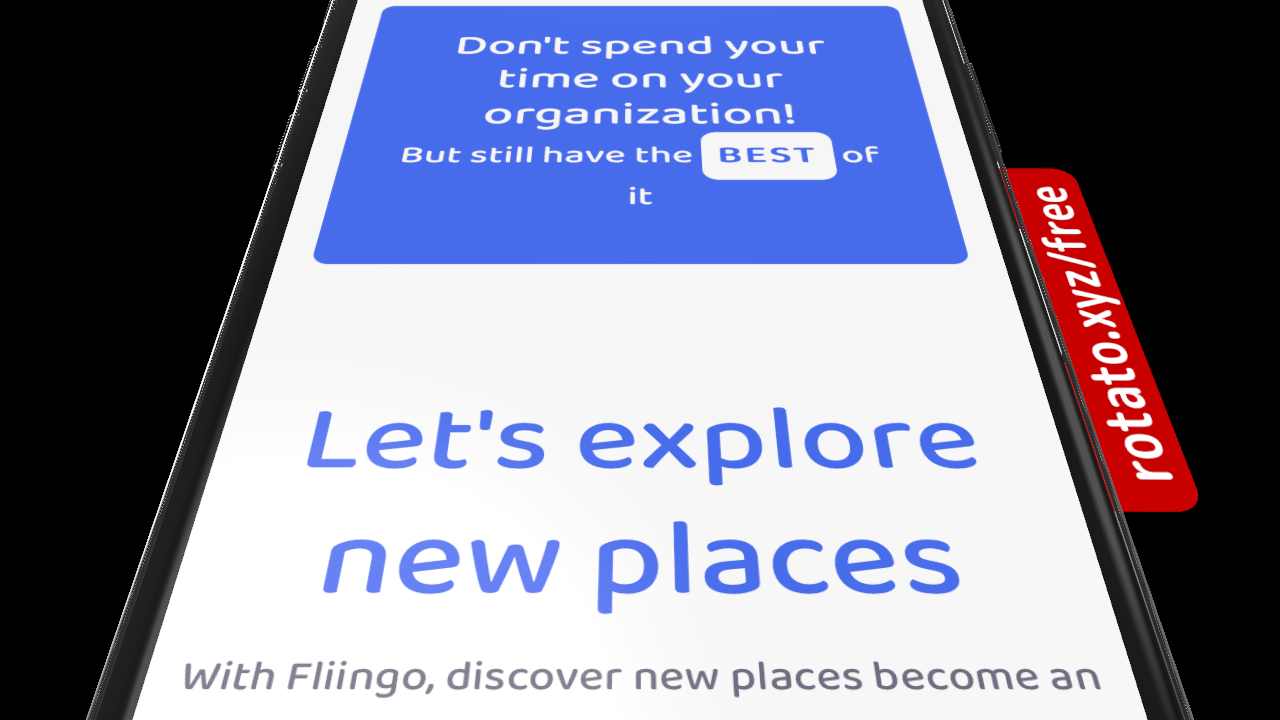 Don't spend your
time on your
organization!
But still have the BEST of
it
Let's explore
new places
With Fliingo, discover new places become an
rotato.xyz/free